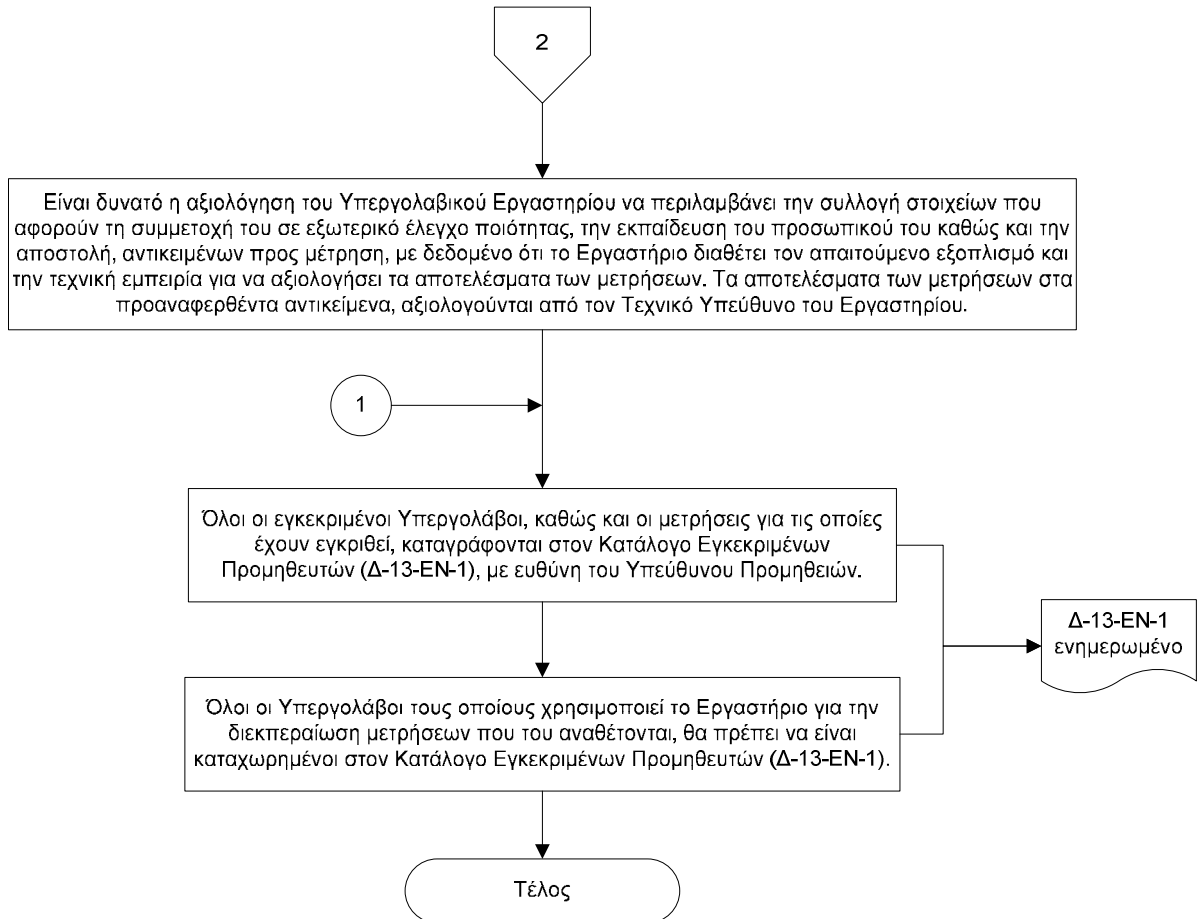 2
Είναι δυνατό η αξιολόγηση του Υπεργολαβικού Εργαστηρίου να περιλαμβάνει την συλλογή στοιχείων που
αφορούν τη συμμετοχή του σε εξωτερικό έλεγχο ποιότητας, την εκπαίδευση του προσωπικού του καθώς και την
αποστολή, αντικειμένων προς μέτρηση, με δεδομένο ότι το Εργαστήριο διαθέτει τον απαιτούμενο εξοπλισμό και
την τεχνική εμπειρία για να αξιολογήσει τα αποτελέσματα των μετρήσεων. Τα αποτελέσματα των μετρήσεων στα
προαναφερθέντα αντικείμενα, αξιολογούνται από τον Τεχνικό Υπεύθυνο του Εργαστηρίου.
1
Όλοι οι εγκεκριμένοι Υπεργολάβοι, καθώς και οι μετρήσεις για τις οποίες
έχουν εγκριθεί, καταγράφονται στον Κατάλογο Εγκεκριμένων
Προμηθευτών (Δ-13-ΕΝ-1), με ευθύνη του Υπεύθυνου Προμηθειών.
Δ-13-ΕΝ-1
ενημερωμένο
Όλοι οι Υπεργολάβοι τους οποίους χρησιμοποιεί το Εργαστήριο για την
διεκπεραίωση μετρήσεων που του αναθέτονται, θα πρέπει να είναι
καταχωρημένοι στον Κατάλογο Εγκεκριμένων Προμηθευτών (Δ-13-ΕΝ-1).
Τέλος